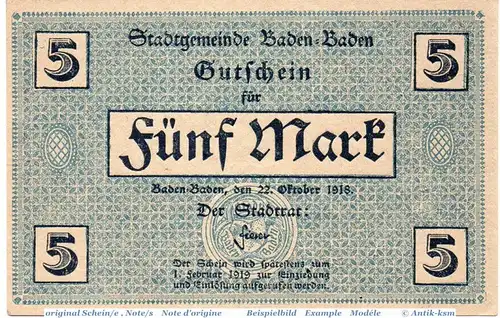 5 Stadtgemeinde Baden-Baden 5
Gutschein
für
Fünf Mark
Baden-Baden, den 22. Oktober 1918.
Der Stadtrat:
5 5
Der Schein wird spätestens zum
1. Februar 1919 zur Einziehung
und Einlösung aufgerufen werden.
original Schein/e , Note/s Note d'origine Beispielbild Example Modéle © Antik-ksm